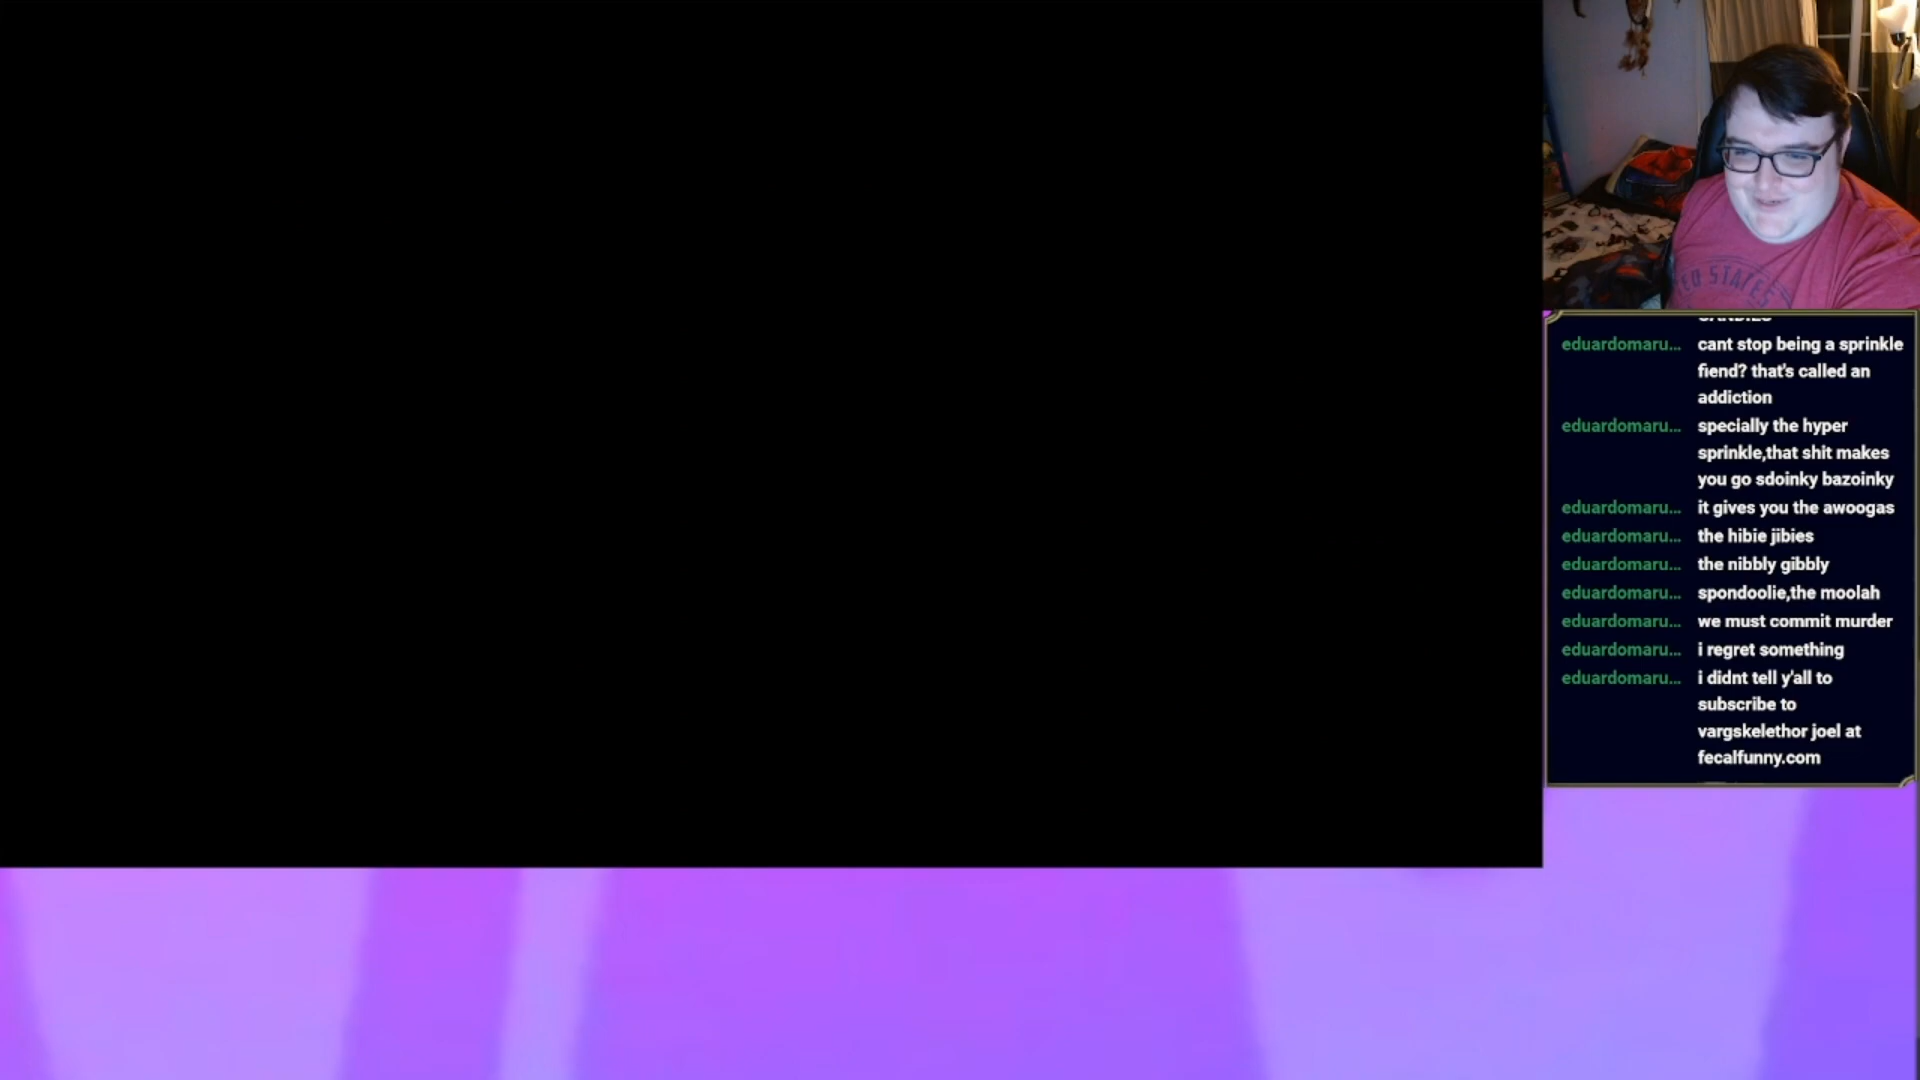 ED STATES
eduardomaru... cant stop being a sprinkle
fiend? that's called an
addiction
eduardomaru... specially the hyper
sprinkle,that shit makes
you go sdoinky bazoinky
eduardomaru... it gives you the awoogas
eduardomaru... the hibie jibies
eduardomaru... the nibbly gibbly
eduardomaru... spondoolie,the moolah
eduardomaru... we must commit murder
eduardomaru... i regret something
eduardomaru... i didnt tell y'all to
subscribe to
vargskelethor joel at
fecalfunny.com